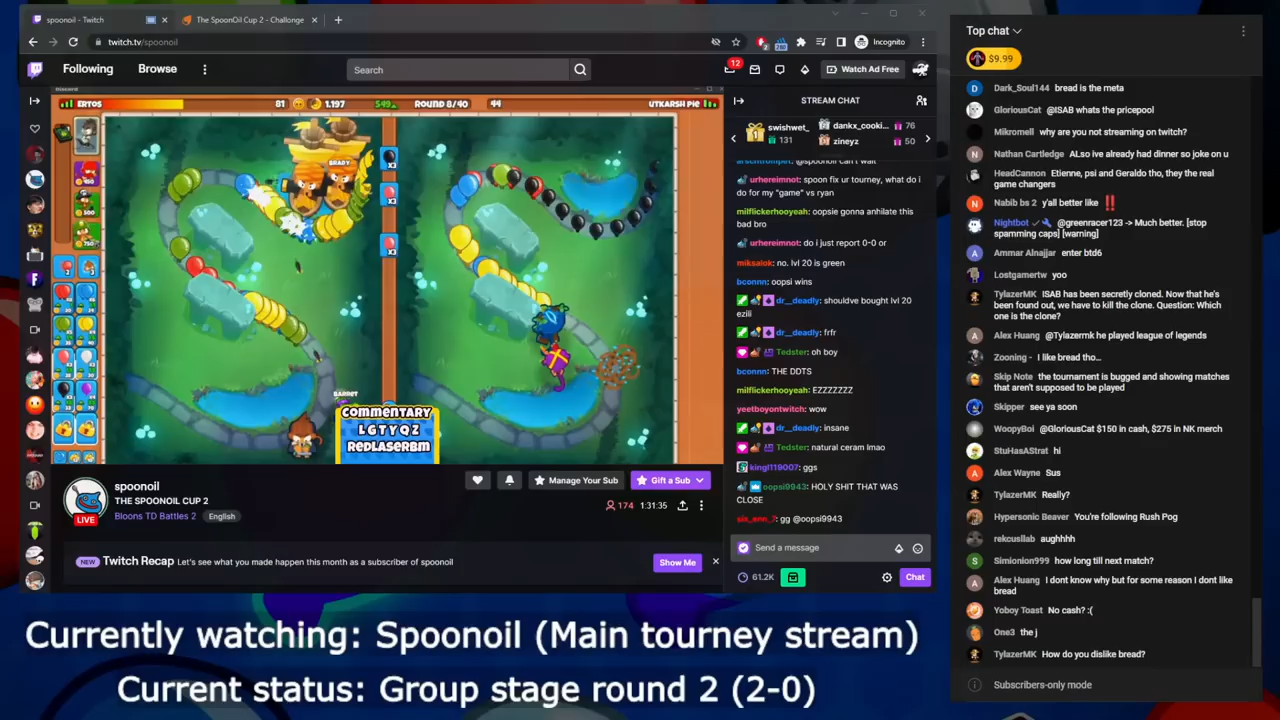 spoonoil - Twitch
The SpoonOil Cup 2 - Challonge
twitch.tv/spoonoil
Incognito
Following
Browse
Search
12
Watch Ad Free
ERTOS
81
1,197
549
ROUND 8/40
44
UTKARSH PIE
BRADY
X3
X3
X3
BARRET
COMMENTARY
LGTYQZ
REDLASERBM
STREAM CHAT
swishwet_
131
dankx_cooki...
76
zineyz
50
urhereimnot: spoon fix ur tourney, what do i
do for my "game" vs ryan
milflickerhooyeah: oopsie gonna anhilate this
bad bro
urhereimnot: do i just report 0-0 or
miksalok: no. lvl 20 is green
bconnn: oopsi wins
dr__deadly: shouldve bought lvl 20
ezili
dr__deadly: frfr
Tedster: oh boy
bconnn: THE DDTS
milflickerhooyeah: EZZZZZZZ
yeetboyontwitch: wow
dr__deadly: insane
Tedster: natural ceram lmao
kingl119007: ggs
oopsi9943: HOLY SHIT THAT WAS
CLOSE
gg @oopsi9943
Send a message
61.2K
Chat
spoonoil
THE SPOONOIL CUP 2
Bloons TD Battles 2
English
LIVE
Manage Your Sub
Gift a Sub
174
1:31:35
NEW
Twitch Recap
Let's see what you made happen this month as a subscriber of spoonoil
Show Me
Currently watching: Spoonoil (Main tourney stream)
Current status: Group stage round 2 (2-0)
Top chat
$9.99
Dark_Soul144 bread is the meta
GloriousCat @ISAB whats the pricepool
Mikromell why are you not streaming on twitch?
Nathan Cartledge ALso ive already had dinner so joke on u
HeadCannon Etienne, psi and Geraldo tho, they the real
game changers
Nabib bs 2 y'all better like ‼️
Nightbot @greenracer123 -> Much better. [stop
spamming caps] [warning]
Ammar Alnajjar enter btd6
Lostgamertw yoo
TylazerMK ISAB has been secretly cloned. Now that he's
been found out, we have to kill the clone. Question: Which
one is the clone?
Alex Huang @Tylazermk he played league of legends
Zooning - I like bread tho...
Skip Note the tournament is bugged and showing matches
that aren't supposed to be played
Skipper see ya soon
WoopyBoi @GloriousCat $150 in cash, $275 in NK merch
StuHasAStrat hi
Alex Wayne Sus
TylazerMK Really?
Hypersonic Beaver You're following Rush Pog
rekcusllab aughhhh
Simionion999 how long till next match?
Alex Huang I dont know why but for some reason I dont like
bread
Yoboy Toast No cash? :(
One3 the j
TylazerMK How do you dislike bread?
Subscribers-only mode